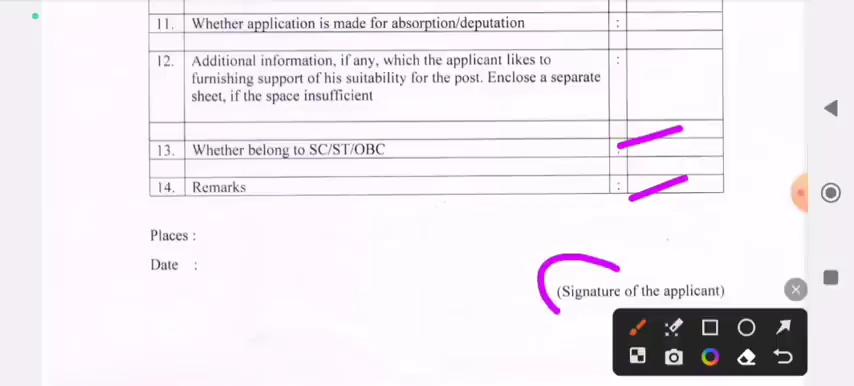 11. Whether application is made for absorption/deputation :
12. Additional information, if any, which the applicant likes to :
furnishing support of his suitability for the post. Enclose a separate
sheet, if the space insufficient
13. Whether belong to SC/ST/OBC :
14. Remarks :
Places :
Date :
(Signature of the applicant)